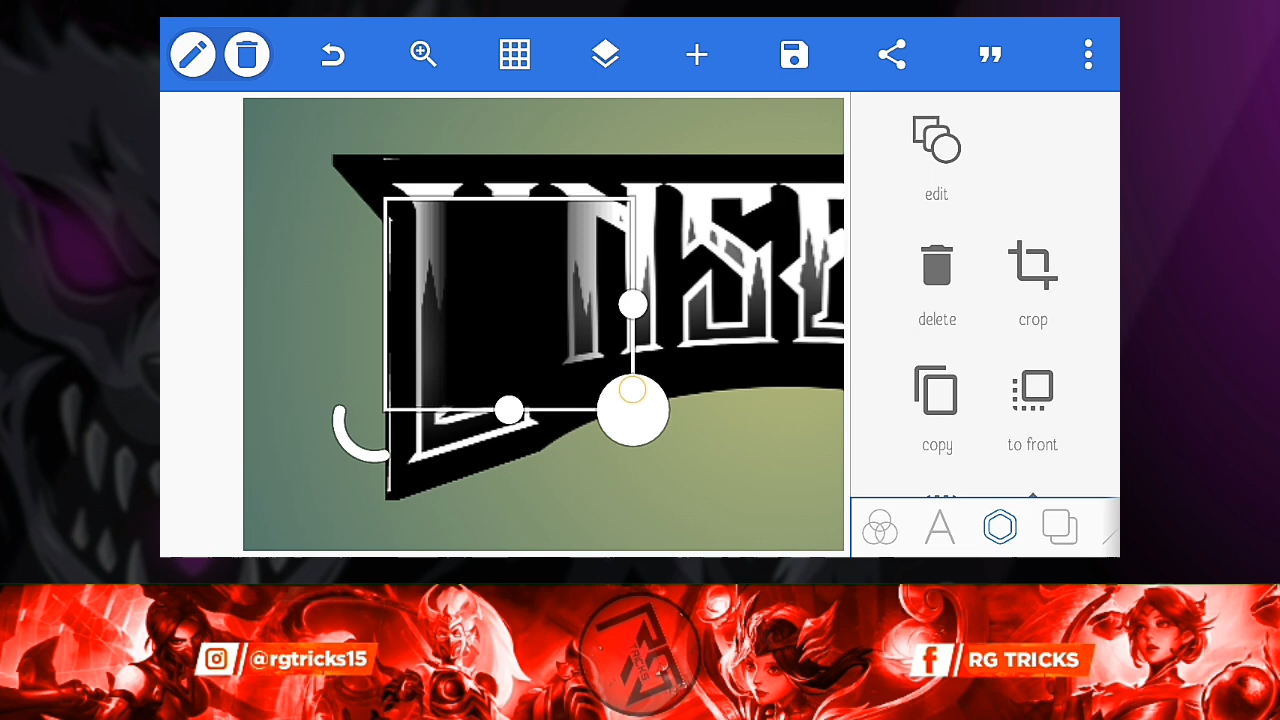 edit
delete
crop
copy
to front
@rgtricks15
RG TRICKS